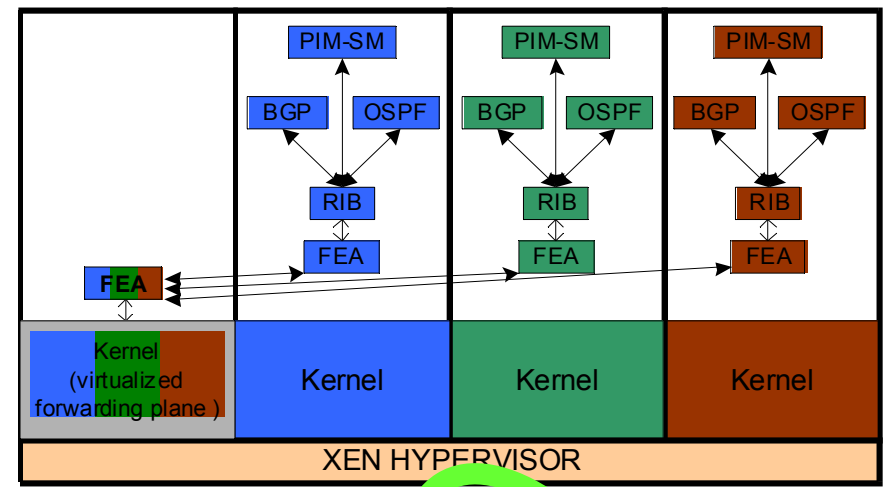 PIM-SM
PIM-SM
PIM-SM
BGP
OSPF
BGP
OSPF
BGP
OSPF
RIB
RIB
RIB
FEA
FEA
FEA
FEA
Kernel
(virtualized
forwarding plane )
Kernel
Kernel
Kernel
XEN HYPERVISOR